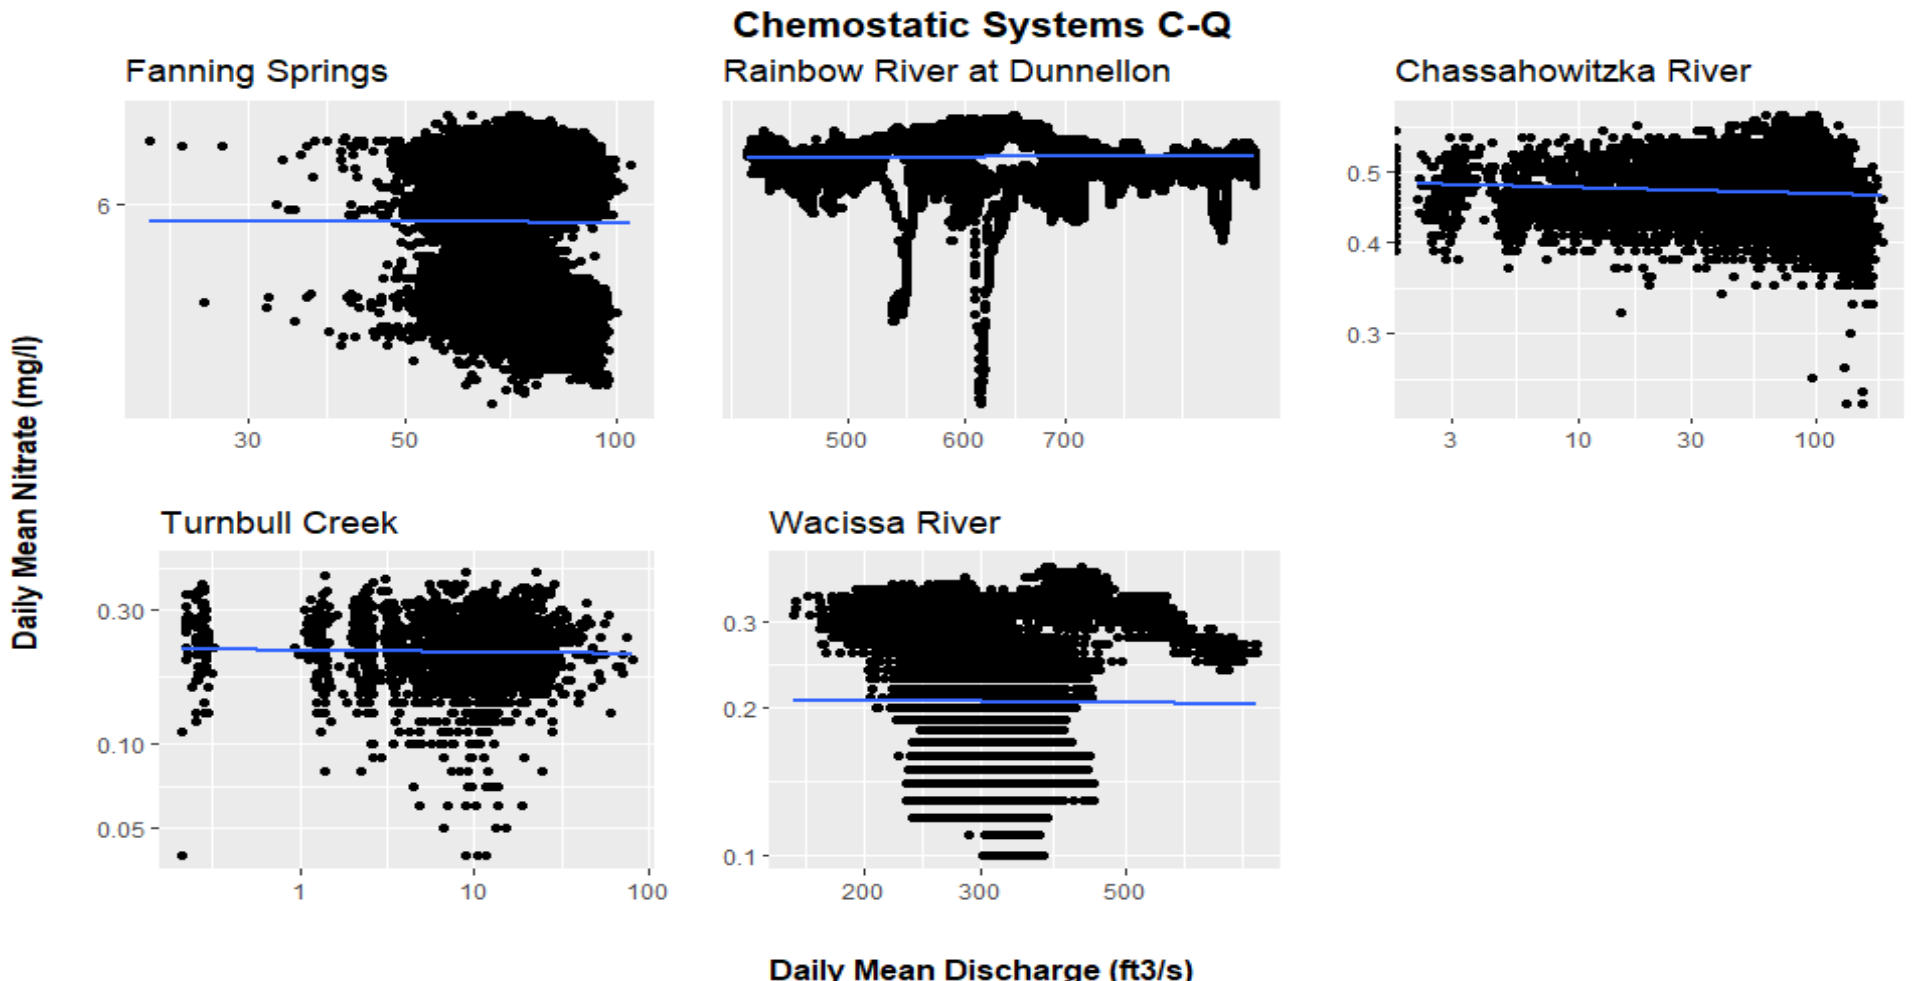 Chemostatic Systems C-Q
Fanning Springs
Rainbow River at Dunnellon
Chassahowitzka River
Daily Mean Nitrate (mg/l)
6
30 50 100
500 600 700
0.5
0.4
0.3
3 10 30 100
Turnbull Creek
Wacissa River
0.30
0.10
0.05
1 10 100
0.3
0.2
0.1
200 300 500
Daily Mean Discharge (ft3/s)